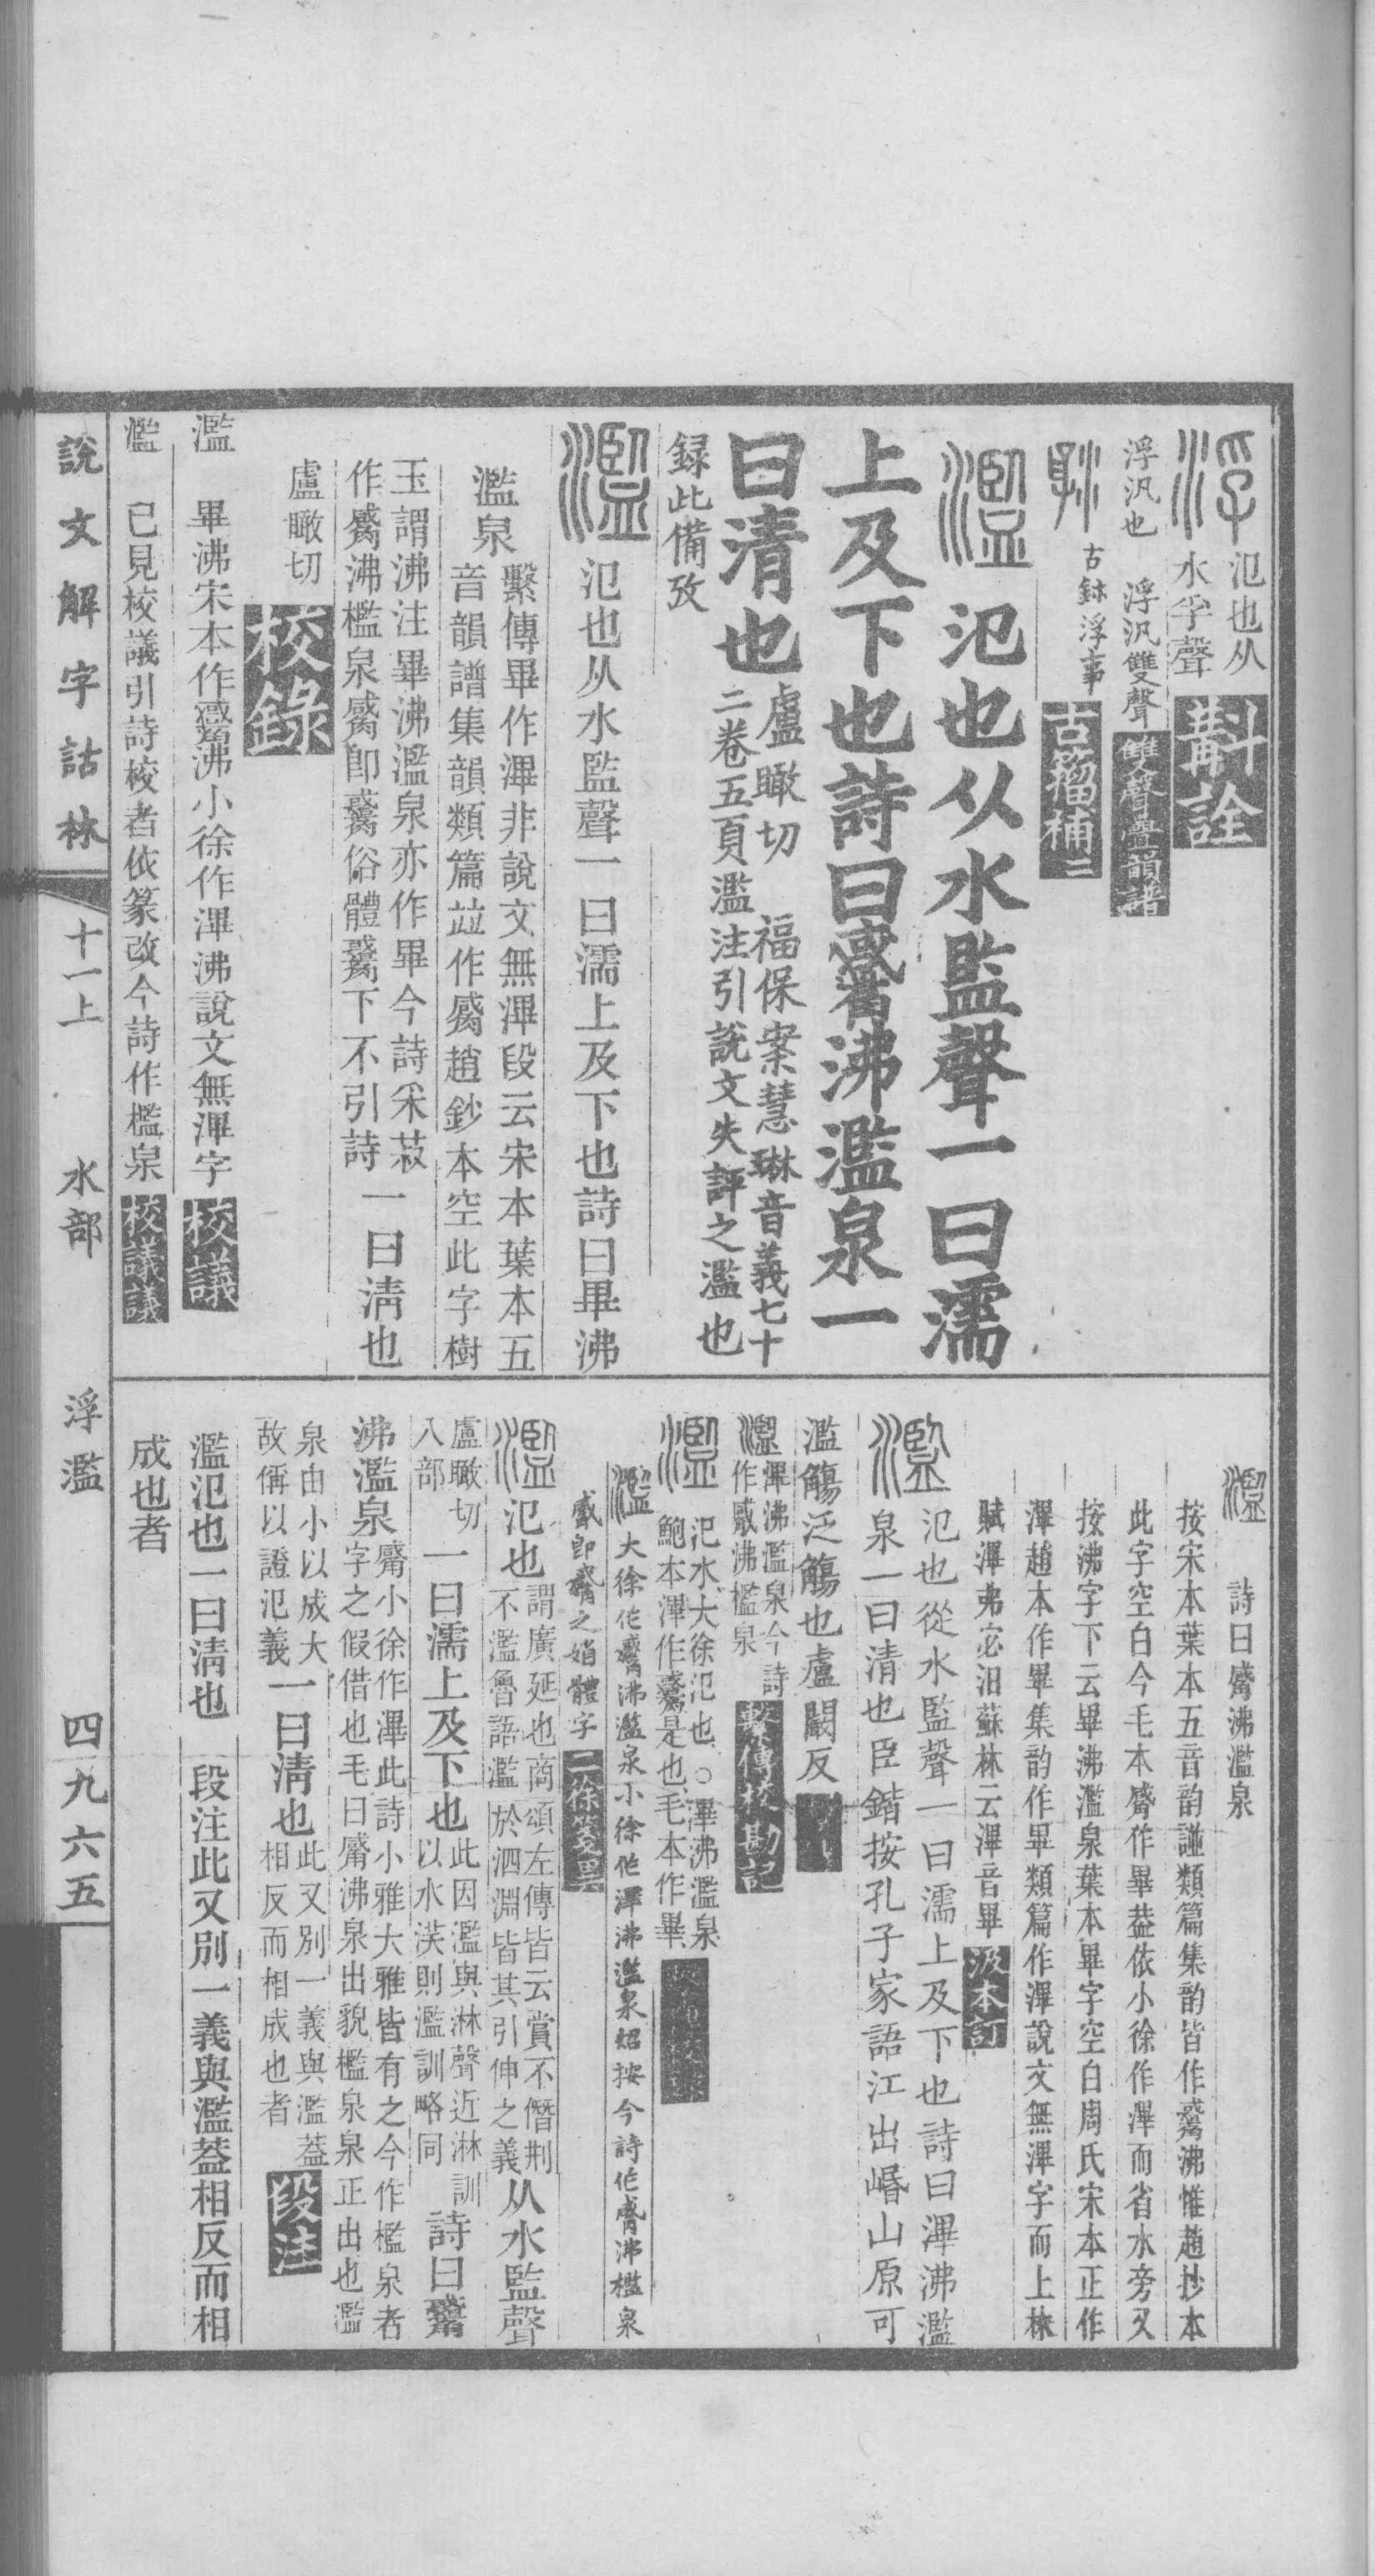 浮
氾也从
水孚聲
斠詮
浮汎也 浮汎雙聲
雙聲疊韻譜
古鉢浮事
古籀補二
濫 氾也从水監聲一曰濡
上及下也詩曰觱沸濫泉一
曰清也
盧瞰切 福保案慧琳音義七十
二卷五頁濫注引説文失評之濫也
録此備攷
濫 氾也从水監聲一曰濡上及下也詩曰畢沸
濫泉
繫傳畢作滭非説文無滭段云宋本葉本五
音韻譜集韻類篇竝作觱趙鈔本空此字樹
玉謂沸注畢沸濫泉亦作畢今詩采菽
作觱沸檻泉觱即俗體下不引詩
一曰淸也
盧瞰切
校錄
濫 畢沸宋本作沸小徐作滭沸説文無滭字
校議
濫 已見校議引詩校者依篆改今詩作檻泉
校議議
濫 詩曰觱沸濫泉
按宋本葉本五音韵譜類篇集韵皆作沸惟趙抄本
此字空白今毛本觱作畢葢依小徐作滭而省水旁又
按沸字下云畢沸濫泉葉本畢字空白周氏宋本正作
滭趙本作畢集韵作畢類篇作滭說文無滭字而上林
賦滭弗宓汨蘇林云滭音畢
汲本訂
濫 氾也從水監聲一曰濡上及下也詩曰滭沸濫
泉一曰清也臣鍇按孔子家語江出㟭山原可
濫觴泛觴也盧闞反
濫
滭沸濫泉今詩
作觱沸檻泉
繫傳校勘記
濫
氾水大徐氾也○滭沸濫泉
鮑本滭作是也毛本作畢
濫 大徐作沸濫泉小徐作滭沸濫泉炤按今詩作觱沸檻泉
即之娋體字
二徐箋異
濫 氾也
謂廣延也商頌左傳皆云賞不僭荆
不濫魯語濫於泗淵皆其引伸之義
从水監聲
盧瞰切
八部
一曰濡上及下也
此因濫與淋聲近淋訓
以水渶則濫訓略同
詩曰
沸濫泉
觱小徐作滭此詩小雅大雅皆有之今作檻泉者
字之假借也毛曰觱沸泉出貌檻泉泉正出也濫
泉由小以成大
故偁以證氾義
一曰淸也
此又別一義與濫葢
相反而相成也者
段注
濫氾也一曰淸也 段注此又別一義與濫葢相反而相
成也者
說文解字詁林
十一上 水部
浮濫
四九六五